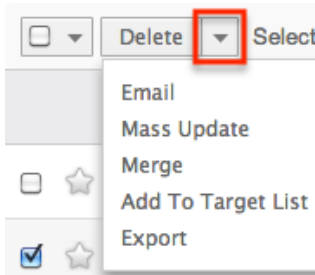 Delete Select
Email
Mass Update
Merge
Add To Target List
Export